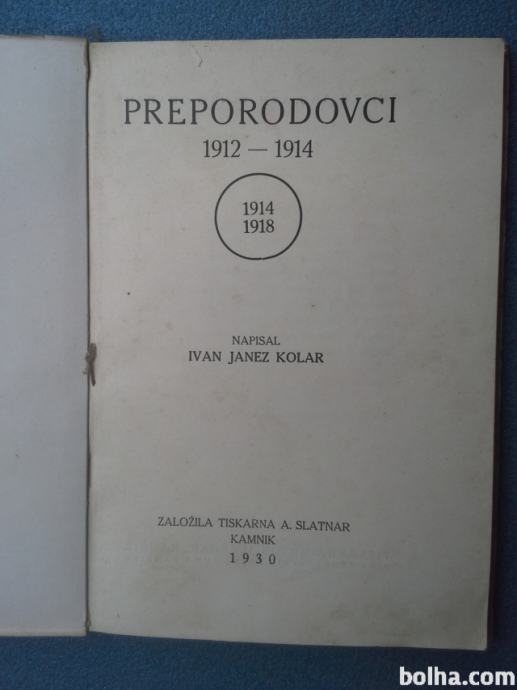 PREPORODOVCI
1912 — 1914
1914
1918
NAPISAL
IVAN JANEZ KOLAR
ZALOŽILA TISKARNA A. SLATNAR
KAMNIK
1930
bolha.com